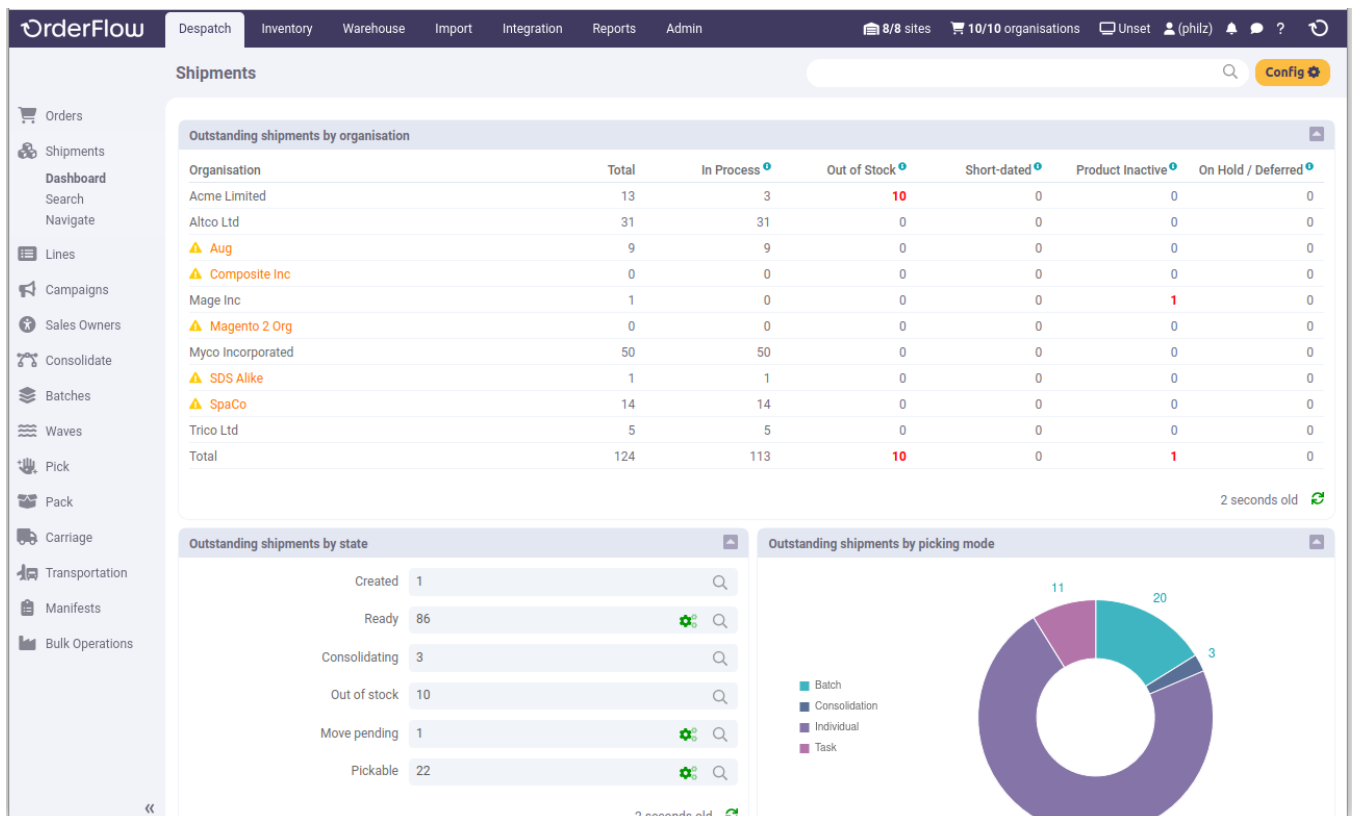 OrderFlow Despatch Inventory Warehouse Import Integration Reports Admin 8/8 sites 10/10 organisations Unset (philz) ?
Shipments Config
Orders
Shipments
Dashboard
Search
Navigate
Lines
Campaigns
Sales Owners
Consolidate
Batches
Waves
Pick
Pack
Carriage
Transportation
Manifests
Bulk Operations
«
Outstanding shipments by organisation
Organisation Total In Process Out of Stock Short-dated Product Inactive On Hold / Deferred
Acme Limited 13 3 10 0 0 0
Altco Ltd 31 31 0 0 0 0
Aug 9 9 0 0 0 0
Composite Inc 0 0 0 0 0 0
Mage Inc 1 0 0 0 1 0
Magento 2 Org 0 0 0 0 0 0
Myco Incorporated 50 50 0 0 0 0
SDS Alike 1 1 0 0 0 0
SpaCo 14 14 0 0 0 0
Trico Ltd 5 5 0 0 0 0
Total 124 113 10 0 1 0
2 seconds old
Outstanding shipments by state
Created 1
Ready 86
Consolidating 3
Out of stock 10
Move pending 1
Pickable 22
2 seconds old
Outstanding shipments by picking mode
11
20
3
Batch
Consolidation
Individual
Task